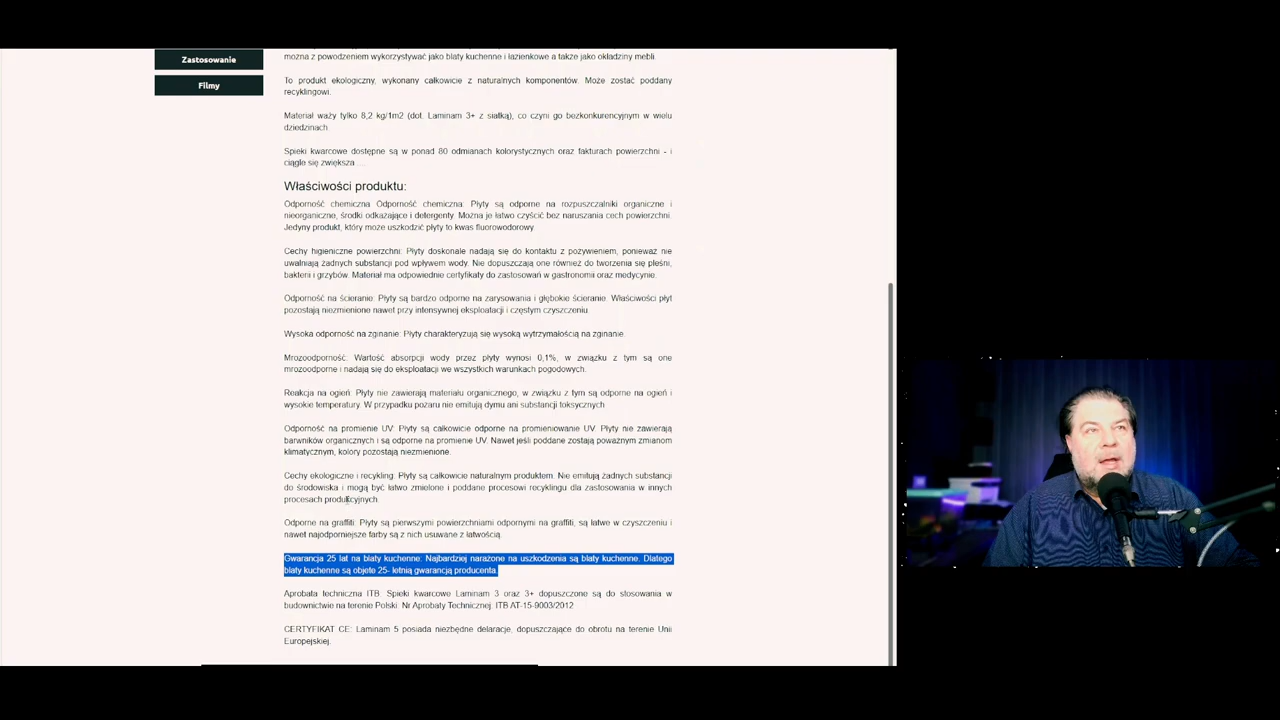 Zastosowanie
Filmy
można z powodzeniem wykorzystywać jako blaty kuchenne i łazienkowe a także jako okładziny mebli.
To produkt ekologiczny, wykonany całkowicie z naturalnych komponentów. Może zostać poddany
recyklingowi.
Materiał waży tylko 8,2 kg/1m2 (dot. Laminam 3+ z siatką), co czyni go bezkonkurencyjnym w wielu
dziedzinach.
Spieki kwarcowe dostępne są w ponad 80 odmianach kolorystycznych oraz fakturach powierzchni - i
ciągle się zwiększa ....
Właściwości produktu:
Odporność chemiczna Odporność chemiczna: Płyty są odporne na rozpuszczalniki organiczne i
nieorganiczne, środki odkażające i detergenty. Można je łatwo czyścić bez naruszania cech powierzchni.
Jedyny produkt, który może uszkodzić płyty to kwas fluorowodorowy.
Cechy higieniczne powierzchni: Płyty doskonale nadają się do kontaktu z pożywieniem, ponieważ nie
uwalniają żadnych substancji pod wpływem wody. Nie dopuszczają one również do tworzenia się pleśni,
bakterii i grzybów. Materiał ma odpowiednie certyfikaty do zastosowań w gastronomii oraz medycynie.
Odporność na ścieranie: Płyty są bardzo odporne na zarysowania i głębokie ścieranie. Właściwości płyt
pozostają niezmienione nawet przy intensywnej eksploatacji i częstym czyszczeniu.
Wysoka odporność na zginanie: Płyty charakteryzują się wysoką wytrzymałością na zginanie.
Mrozoodporność: Wartość absorpcji wody przez płyty wynosi 0,1%, w związku z tym są one
mrozoodporne i nadają się do eksploatacji we wszystkich warunkach pogodowych.
Reakcja na ogień: Płyty nie zawierają materiału organicznego, w związku z tym są odporne na ogień i
wysokie temperatury. W przypadku pożaru nie emitują dymu ani substancji toksycznych
Odporność na promienie UV: Płyty są całkowicie odporne na promieniowanie UV. Płyty nie zawierają
barwników organicznych i są odporne na promienie UV. Nawet jeśli poddane zostają poważnym zmianom
klimatycznym, kolory pozostają niezmienione.
Cechy ekologiczne i recykling: Płyty są całkowicie naturalnym produktem. Nie emitują żadnych substancji
do środowiska i mogą być łatwo zmielone i poddane procesowi recyklingu dla zastosowania w innych
procesach produkcyjnych.
Odporne na graffiti: Płyty są pierwszymi powierzchniami odpornymi na graffiti, są łatwe w czyszczeniu i
nawet najodporniejsze farby są z nich usuwane z łatwością.
Gwarancja 25 lat na blaty kuchenne: Najbardziej narażone na uszkodzenia są blaty kuchenne. Dlatego
blaty kuchenne są objęte 25- letnią gwarancją producenta.
Aprobata techniczna ITB: Spieki kwarcowe Laminam 3 oraz 3+ dopuszczone są do stosowania w
budownictwie na terenie Polski. Nr Aprobaty Technicznej: ITB AT-15-9003/2012
CERTYFIKAT CE: Laminam 5 posiada niezbędne delaracje, dopuszczające do obrotu na terenie Unii
Europejskiej.